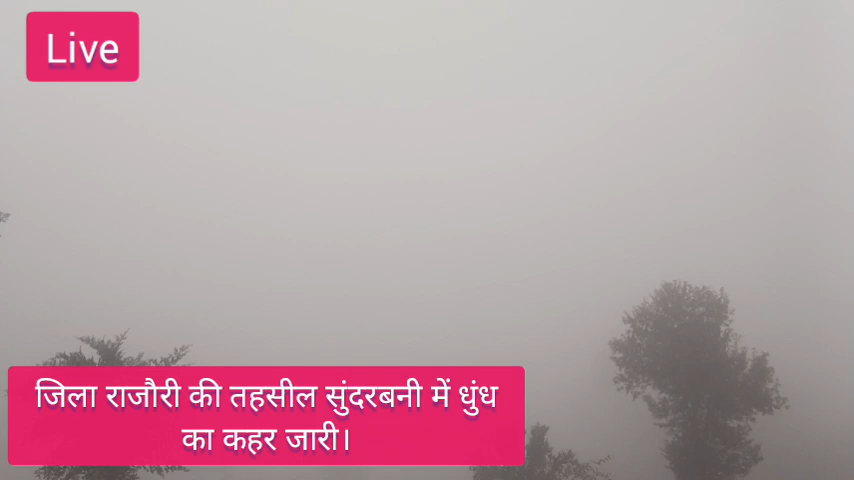 Live
जिला राजौरी की तहसील सुंदरबनी में धुंध
का कहर जारी।